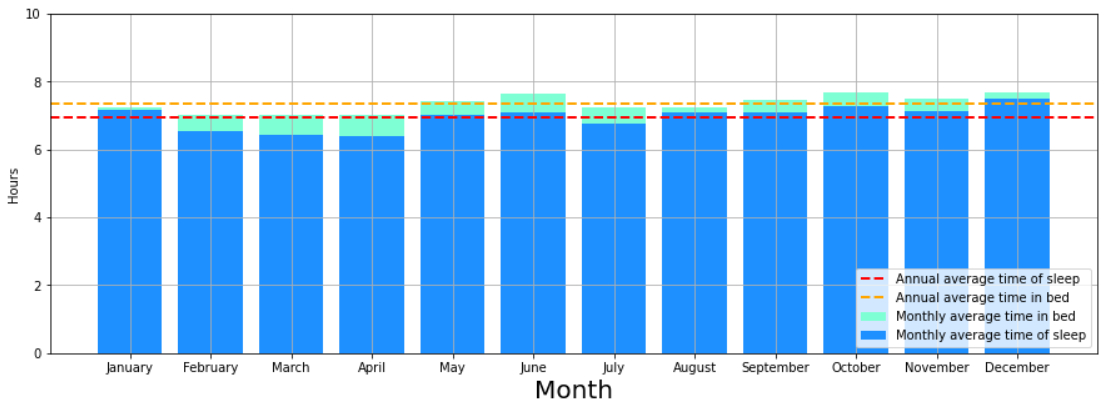 10
8
6
4
2
0
Hours
Annual average time of sleep
Annual average time in bed
Monthly average time in bed
Monthly average time of sleep
January February March April May June July August September October November December
Month